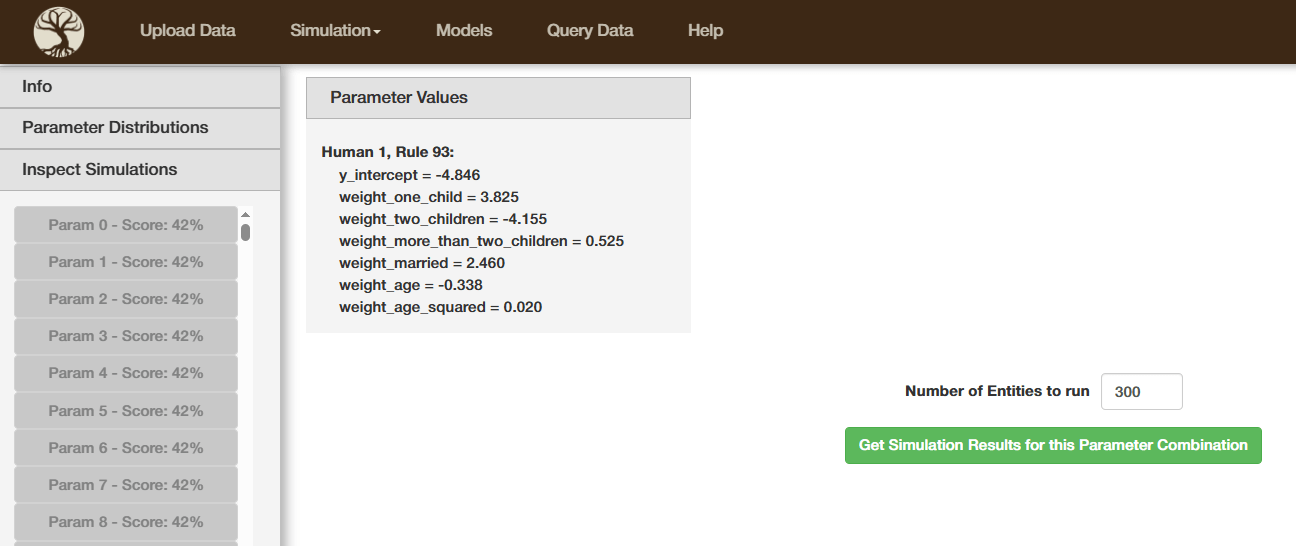 Upload Data Simulation Models Query Data Help
Info
Parameter Distributions
Inspect Simulations
Param 0 - Score: 42%
Param 1 - Score: 42%
Param 2 - Score: 42%
Param 3 - Score: 42%
Param 4 - Score: 42%
Param 5 - Score: 42%
Param 6 - Score: 42%
Param 7 - Score: 42%
Param 8 - Score: 42%
Parameter Values
Human 1, Rule 93:
y_intercept = -4.846
weight_one_child = 3.825
weight_two_children = -4.155
weight_more_than_two_children = 0.525
weight_married = 2.460
weight_age = -0.338
weight_age_squared = 0.020
Number of Entities to run 300
Get Simulation Results for this Parameter Combination